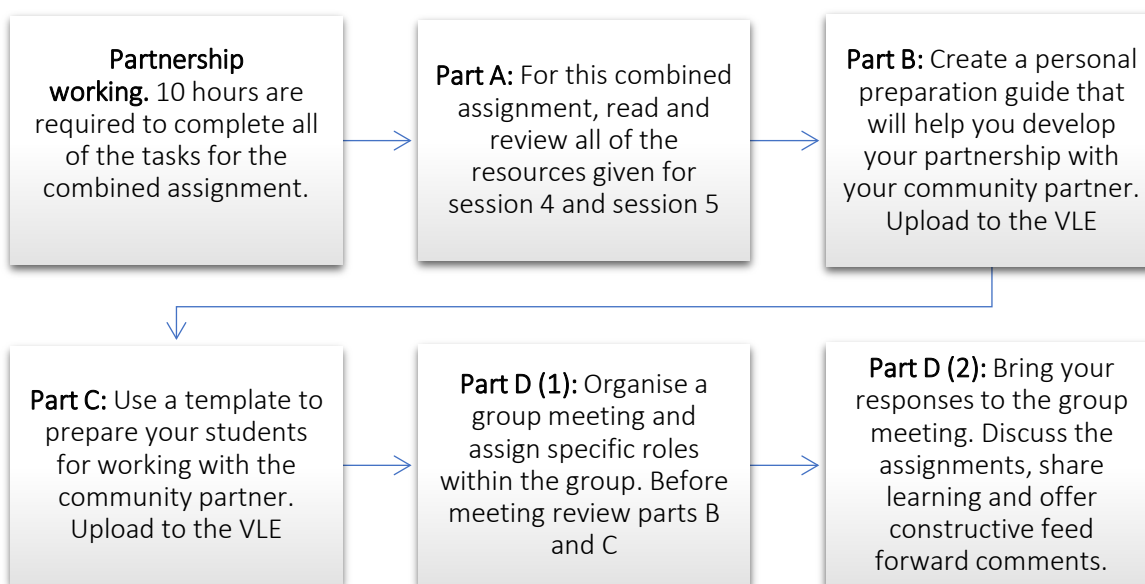 Partnership
working. 10 hours are
required to complete all
of the tasks for the
combined assignment.
Part A: For this combined
assignment, read and
review all of the
resources given for
session 4 and session 5
Part B: Create a personal
preparation guide that
will help you develop
your partnership with
your community partner.
Upload to the VLE
Part C: Use a template to
prepare your students
for working with the
community partner.
Upload to the VLE
Part D (1): Organise a
group meeting and
assign specific roles
within the group. Before
meeting review parts B
and C
Part D (2): Bring your
responses to the group
meeting. Discuss the
assignments, share
learning and offer
constructive feed
forward comments.